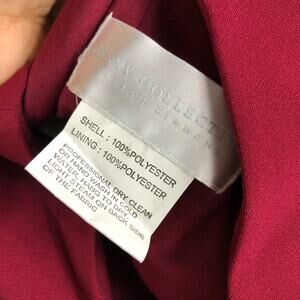 COLLECTI
SHELL : 100%POLYESTER
LINING : 100%POLYESTER
PROFESSIONAL DRY CLEAN
OR HAND WASH IN COLD
WATER, HANG TO DRY.
LIGHT STEAM ON BACK SIDE
OF THE FABRIC